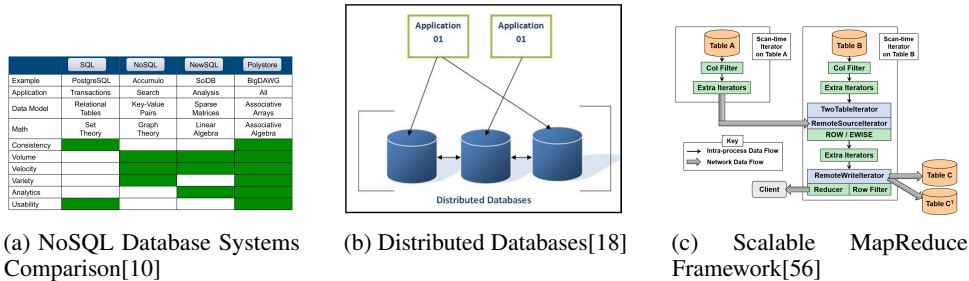 SQL NoSQL NewSQL Polystore
Example PostgreSQL Accumulo SciDB BigDAWG
Application Transactions Search Analysis All
Data Model Relational Tables Key-Value Pairs Sparse Matrices Associative Arrays
Math Set Theory Graph Theory Linear Algebra Associative Algebra
Consistency
Volume
Velocity
Variety
Analytics
Usability
(a) NoSQL Database Systems
Comparison[10]
Application
01
Application
01
Distributed Databases
(b) Distributed Databases[18]
Table A
Scan-time
Iterator
on Table A
Col Filter
Extra Iterators
Table B
Scan-time
Iterator
on Table B
Col Filter
Extra Iterators
TwoTableIterator
RemoteSourceIterator
ROW / EWISE
Key
Intra-process Data Flow
Network Data Flow
Extra Iterators
RemoteWriteIterator
Reducer Row Filter
Client
Table C
Table Cᵀ
(c) Scalable MapReduce
Framework[56]